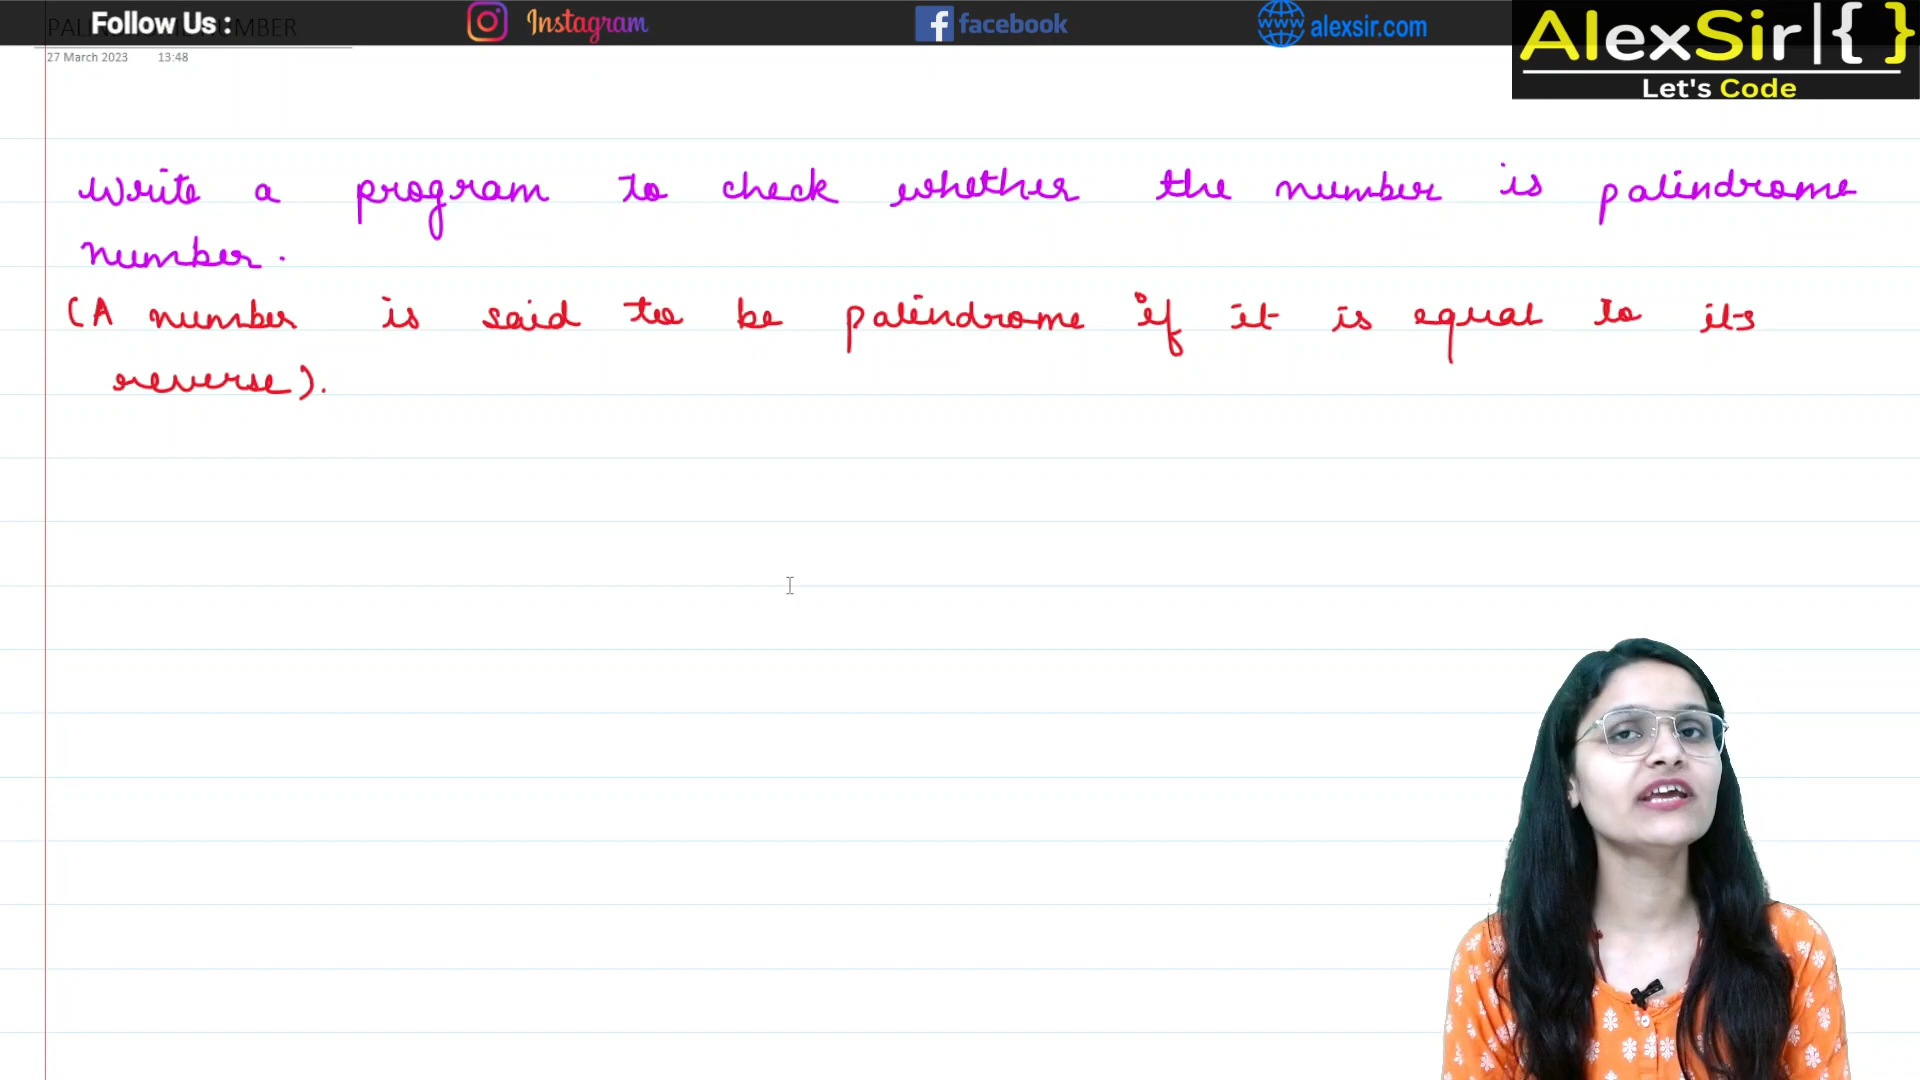 Follow Us :
Instagram
facebook
alexsir.com
AlexSir|{ }
Let's Code
27 March 2023 13:48
Write a program to check whether the number is palindrome
number.
(A number is said to be palindrome if it is equal to its
reverse).